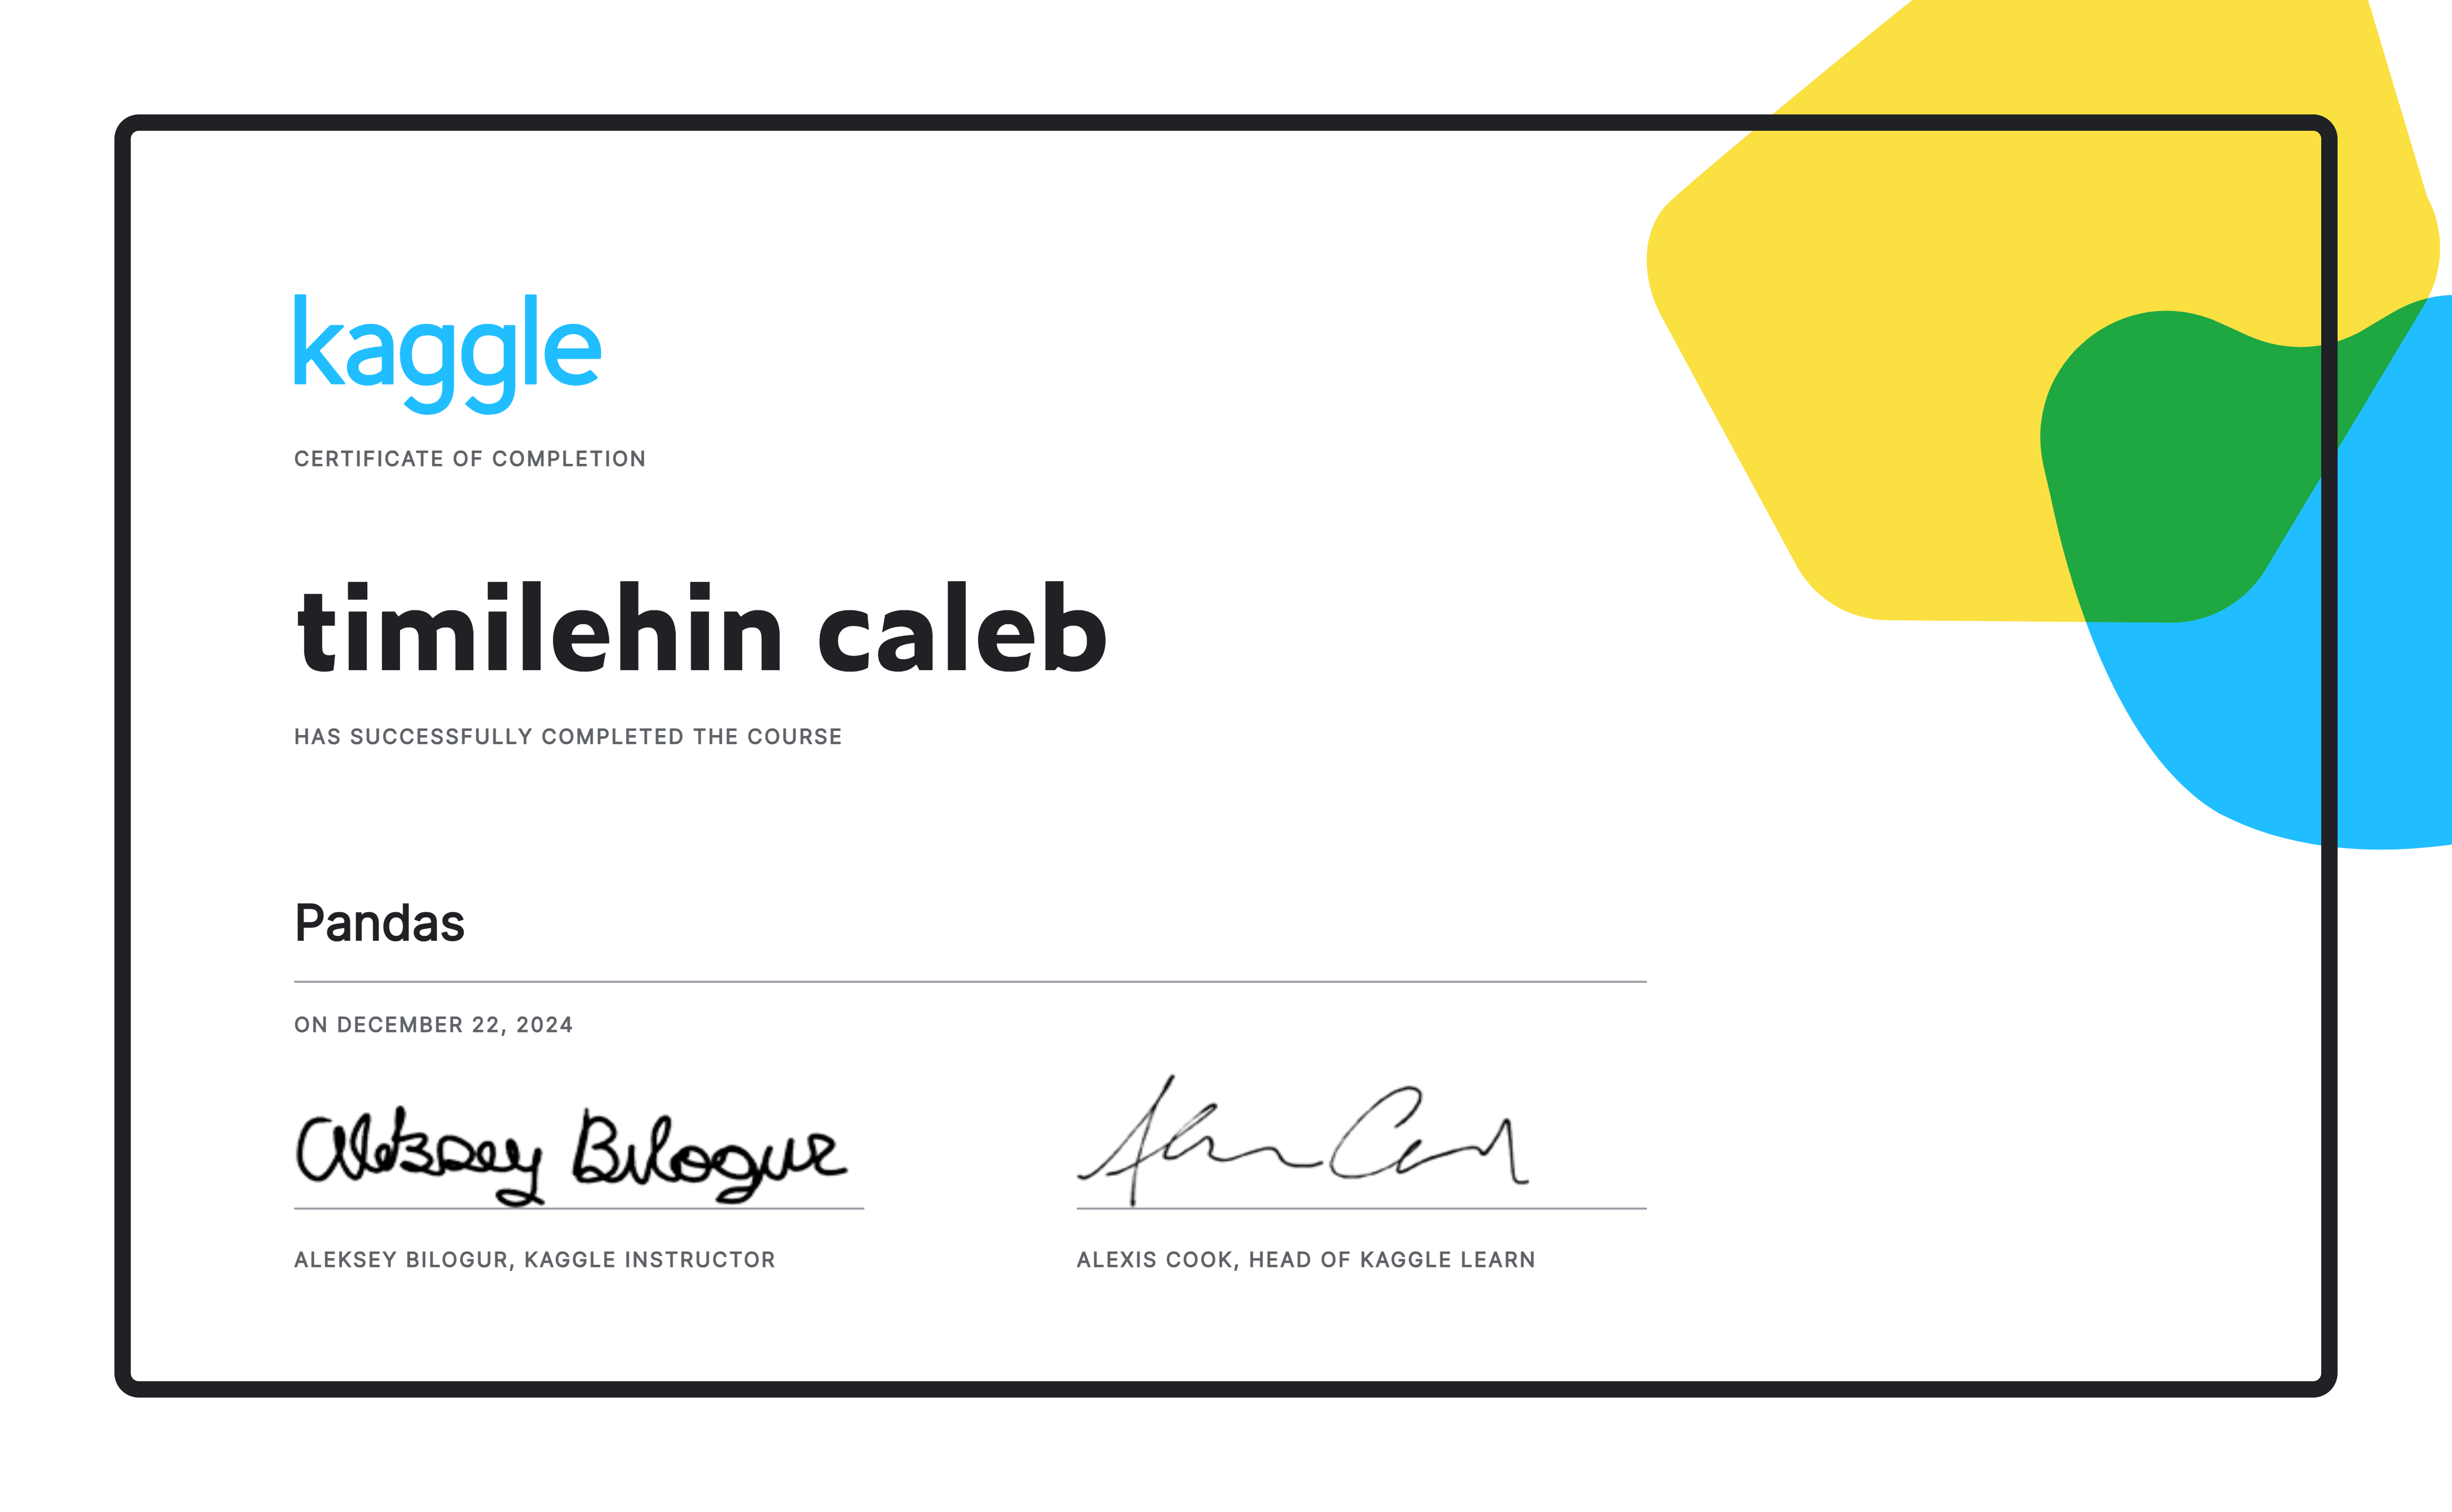 kaggle
CERTIFICATE OF COMPLETION
timilehin caleb
HAS SUCCESSFULLY COMPLETED THE COURSE
Pandas
ON DECEMBER 22, 2024
Aleksey Bilogur
ALEKSEY BILOGUR, KAGGLE INSTRUCTOR
ALEXIS COOK, HEAD OF KAGGLE LEARN